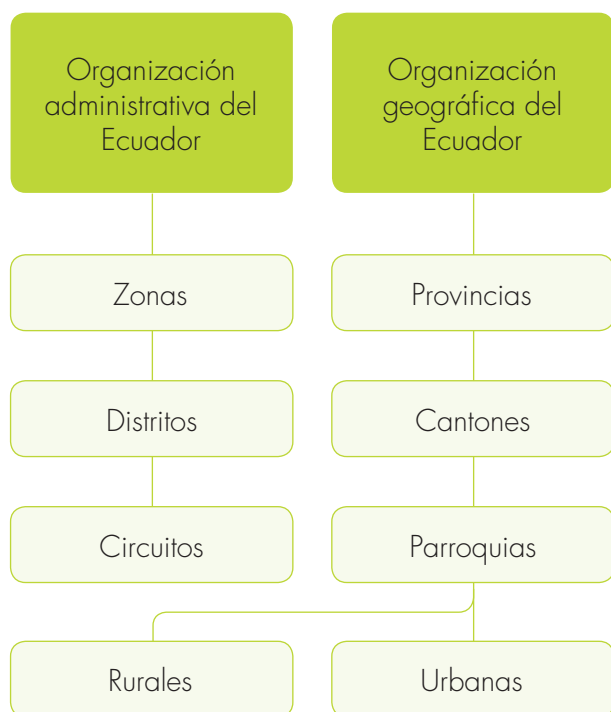 Organización
administrativa del
Ecuador
Organización
geográfica del
Ecuador
Zonas
Provincias
Distritos
Cantones
Circuitos
Parroquias
Rurales
Urbanas